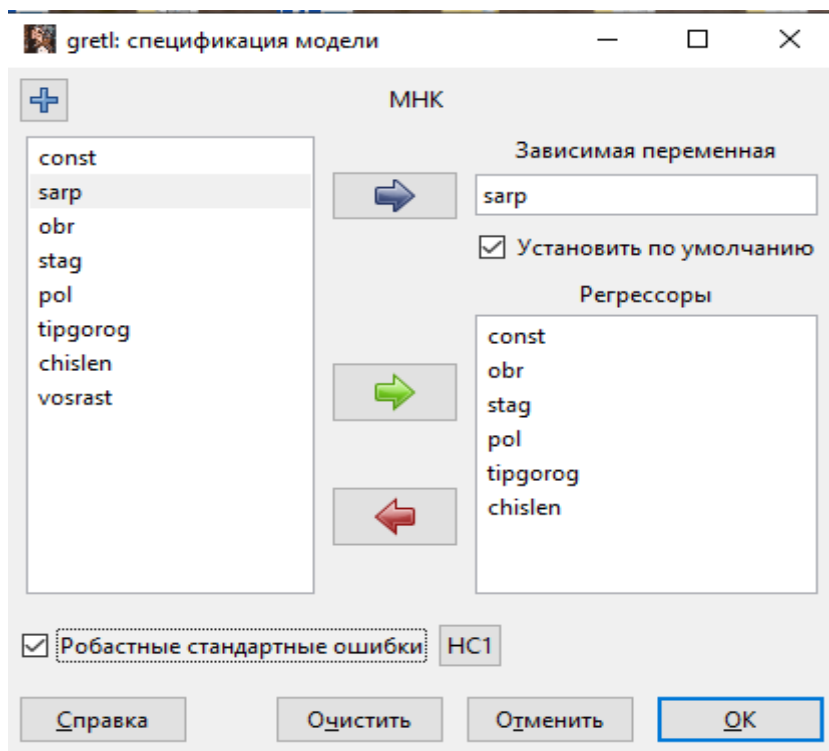 gretl: спецификация модели
МНК
const
sarp
obr
stag
pol
tipgorog
chislen
vosrast
Зависимая переменная
sarp
Установить по умолчанию
Регрессоры
const
obr
stag
pol
tipgorog
chislen
Робастные стандартные ошибки HC1
Справка Очистить Отменить OK